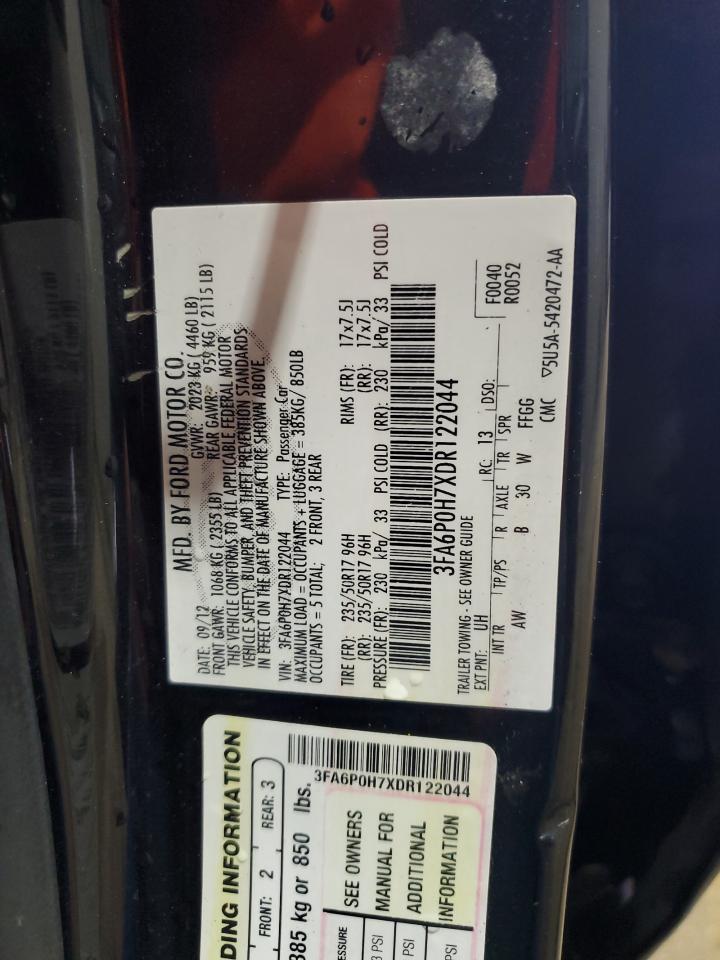 MFD. BY FORD MOTOR CO.
DATE: 09/12 GVWR: 2023 KG ( 4460 LB)
FRONT GAWR: 1068 KG ( 2355 LB) REAR GAWR: 959 KG ( 2115 LB)
THIS VEHICLE CONFORMS TO ALL APPLICABLE FEDERAL MOTOR
VEHICLE SAFETY, BUMPER, AND THEFT PREVENTION STANDARDS
IN EFFECT ON THE DATE OF MANUFACTURE SHOWN ABOVE.
VIN: 3FA6P0H7XDR122044 TYPE: Passenger Car
MAXIMUM LOAD = OCCUPANTS + LUGGAGE = 385KG/ 850LB
OCCUPANTS = 5 TOTAL; 2 FRONT, 3 REAR
TIRE (FR): 235/50R17 96H RIMS (FR): 17x7.5J
(RR): 235/50R17 96H (RR): 17x7.5J
PRESSURE (FR): 230 kPa/ 33 PSI COLD (RR): 230 kPa/ 33 PSI COLD
3FA6P0H7XDR122044
TRAILER TOWING - SEE OWNER GUIDE
EXT PNT: UH RC: 13 DSO: F0040
R0052
INT TR TP/PS R AXLE TR SPR
AW B 30 W FFGG
CMC ▽5U5A-5420472-AA
3FA6P0H7XDR122044
DING INFORMATION
FRONT: 2 REAR: 3
385 kg or 850 lbs.
ESSURE SEE OWNERS
3 PSI MANUAL FOR
PSI ADDITIONAL
PSI INFORMATION